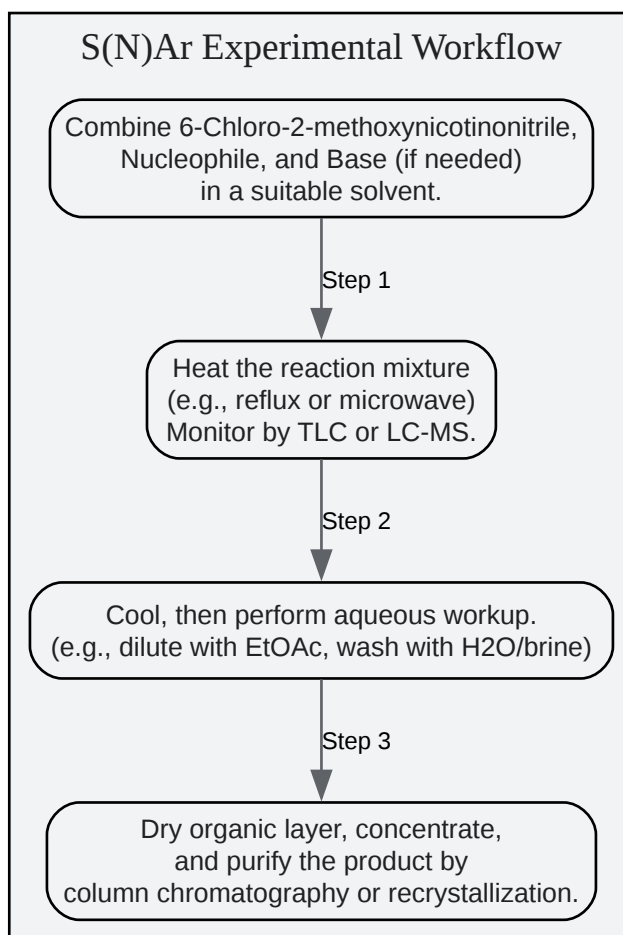 S(N)Ar Experimental Workflow
Combine 6-Chloro-2-methoxynicotinonitrile,
Nucleophile, and Base (if needed)
in a suitable solvent.
Step 1
Heat the reaction mixture
(e.g., reflux or microwave)
Monitor by TLC or LC-MS.
Step 2
Cool, then perform aqueous workup.
(e.g., dilute with EtOAc, wash with H2O/brine)
Step 3
Dry organic layer, concentrate,
and purify the product by
column chromatography or recrystallization.